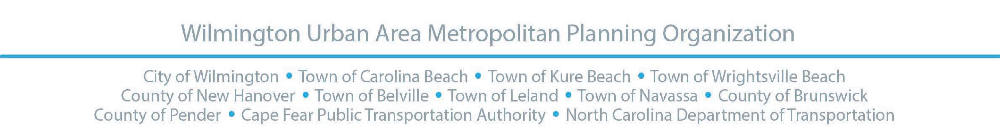 Wilmington Urban Area Metropolitan Planning Organization
City of Wilmington • Town of Carolina Beach • Town of Kure Beach • Town of Wrightsville Beach
County of New Hanover • Town of Belville • Town of Leland • Town of Navassa • County of Brunswick
County of Pender • Cape Fear Public Transportation Authority • North Carolina Department of Transportation